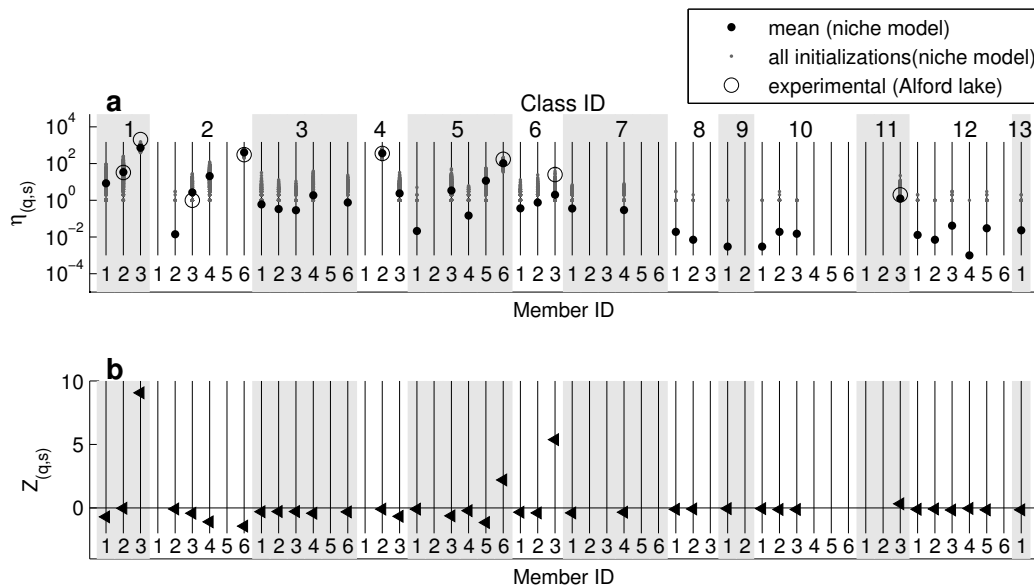 mean (niche model)
all initializations(niche model)
experimental (Alford lake)
a
Class ID
1 2 3 4 5 6 7 8 9 10 11 12 13
10^4
10^2
10^0
10^-2
10^-4
η(q,s)
1 2 3 1 2 3 4 5 6 1 2 3 4 5 6 1 2 3 1 2 3 4 5 6 1 2 3 1 2 3 4 5 6 1 2 3 1 2 1 2 3 4 5 6 1 2 3 1 2 3 4 5 6 1
Member ID
b
10
5
0
Z(q,s)
1 2 3 1 2 3 4 5 6 1 2 3 4 5 6 1 2 3 1 2 3 4 5 6 1 2 3 1 2 3 4 5 6 1 2 3 1 2 1 2 3 4 5 6 1 2 3 1 2 3 4 5 6 1
Member ID